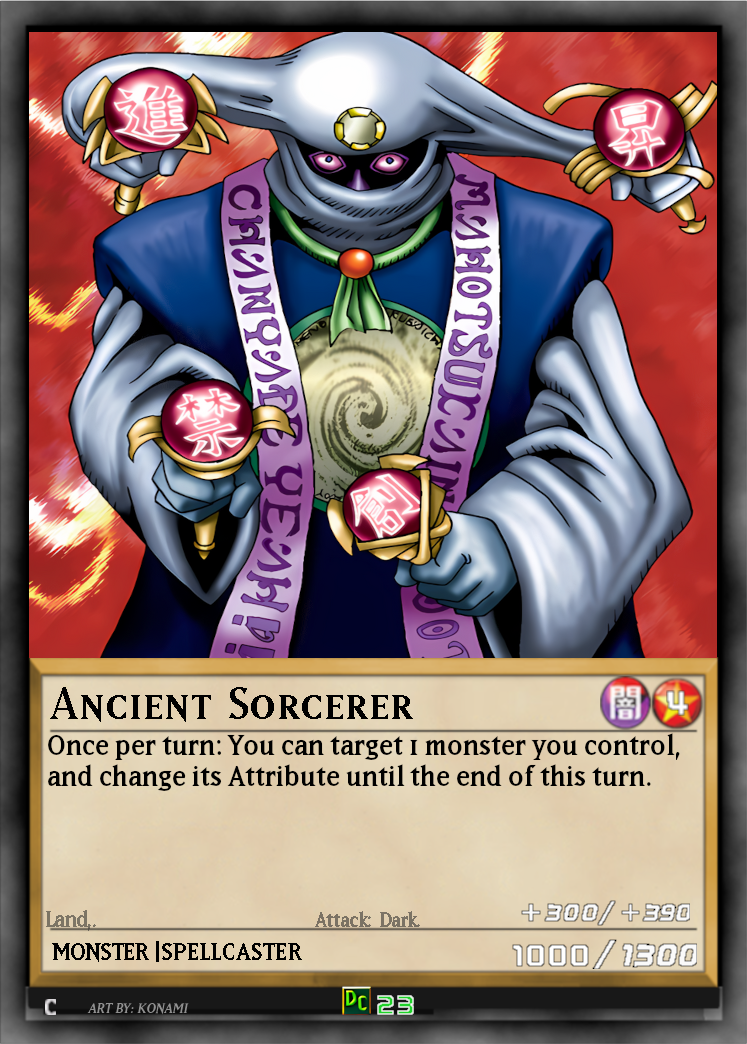 進
昇
禁
創
Ancient Sorcerer
闇 4
Once per turn: You can target 1 monster you control,
and change its Attribute until the end of this turn.
Land,.
Attack: Dark.
+300/ +390
MONSTER |SPELLCASTER
1000/1300
C
ART BY: KONAMI
DC 23